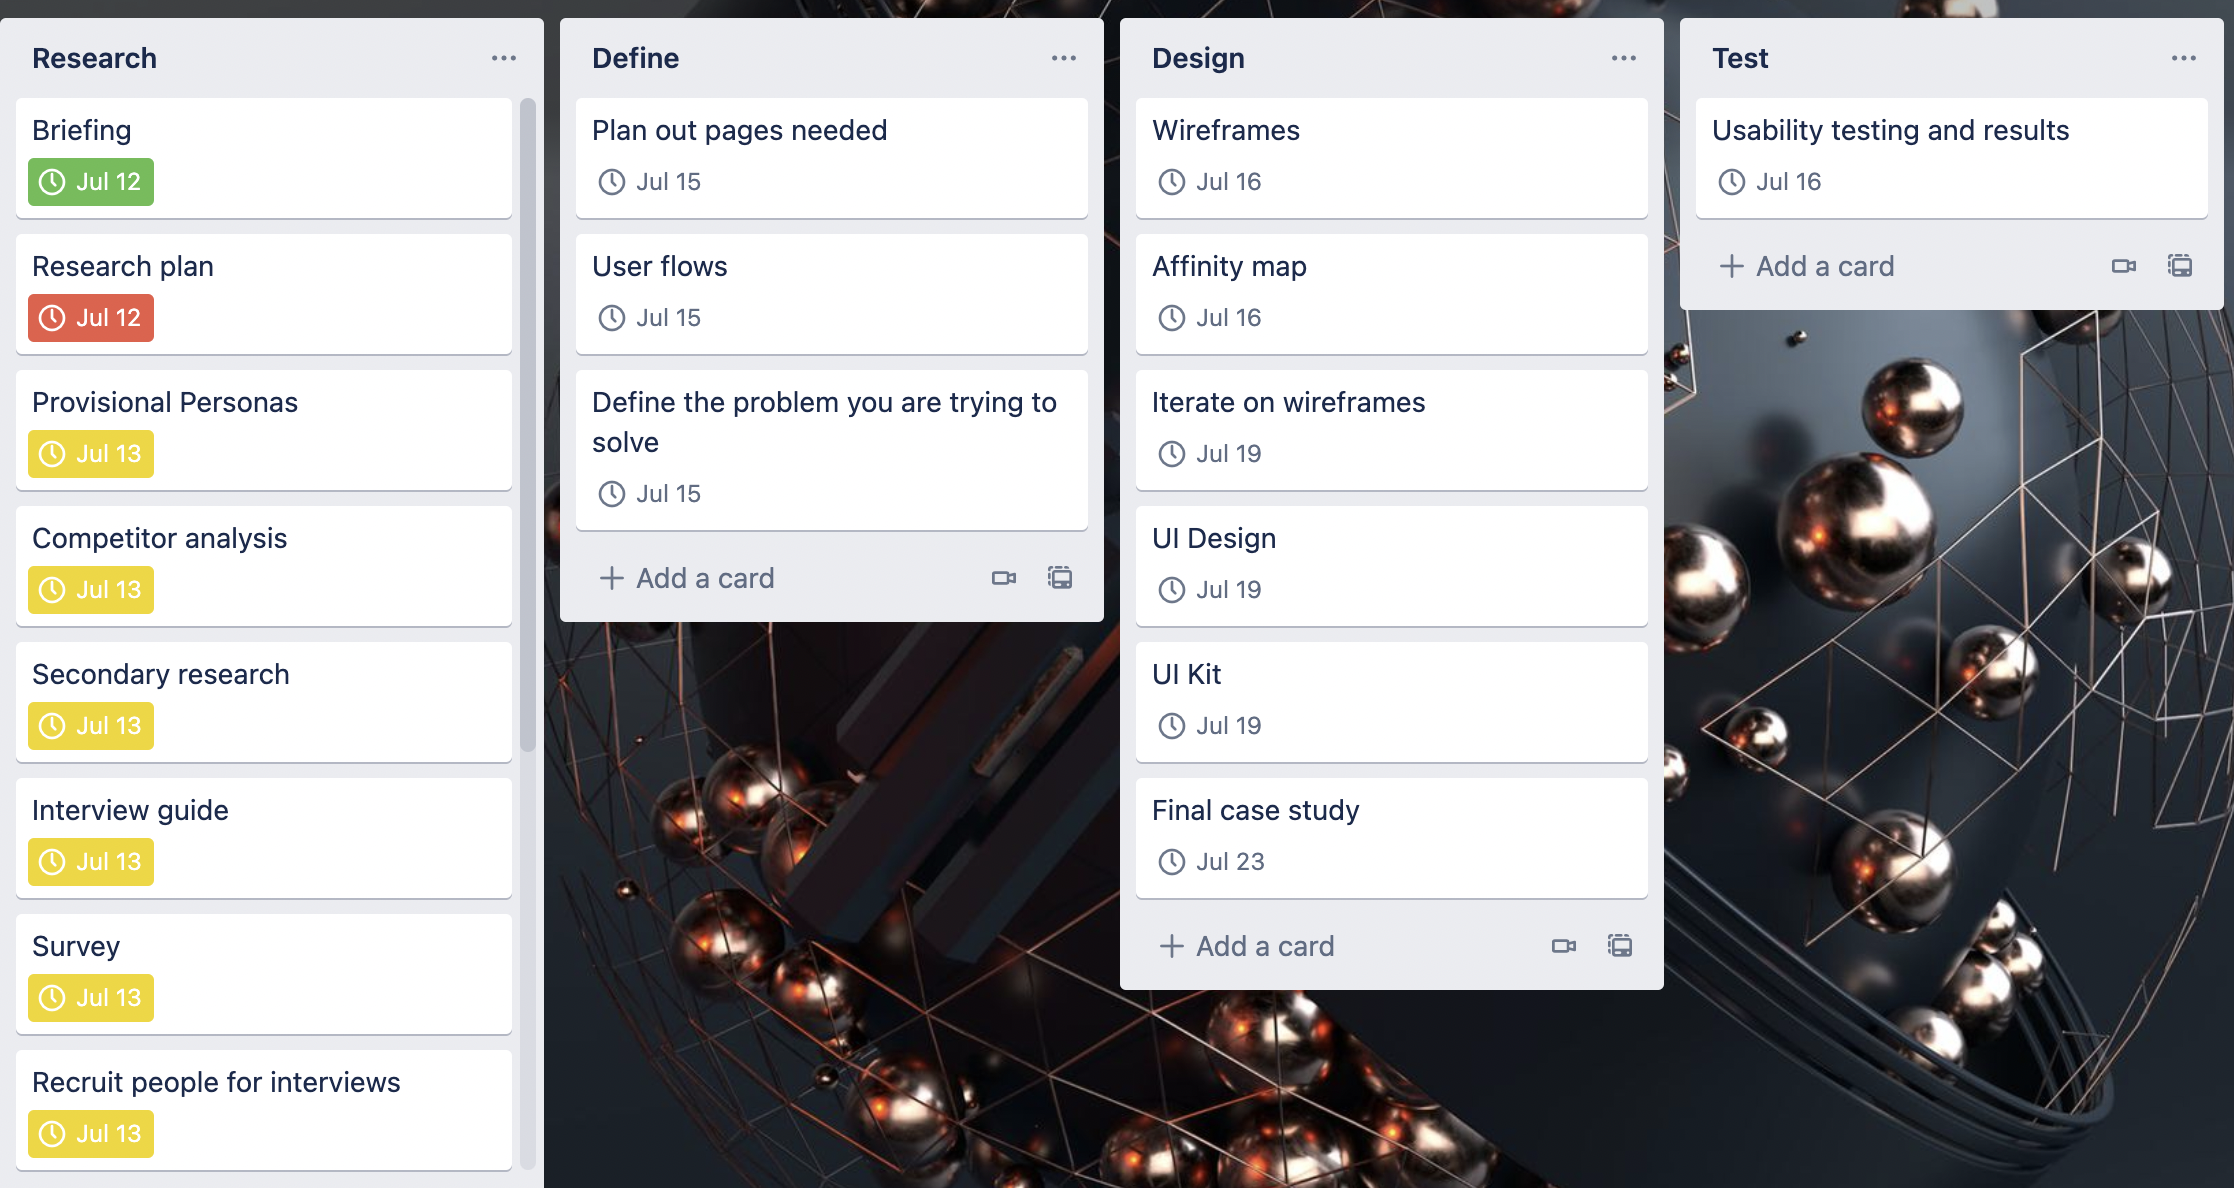 Research
Briefing
Jul 12
Research plan
Jul 12
Provisional Personas
Jul 13
Competitor analysis
Jul 13
Secondary research
Jul 13
Interview guide
Jul 13
Survey
Jul 13
Recruit people for interviews
Jul 13
Define
Plan out pages needed
Jul 15
User flows
Jul 15
Define the problem you are trying to
solve
Jul 15
Add a card
Design
Wireframes
Jul 16
Affinity map
Jul 16
Iterate on wireframes
Jul 19
UI Design
Jul 19
UI Kit
Jul 19
Final case study
Jul 23
Add a card
Test
Usability testing and results
Jul 16
Add a card